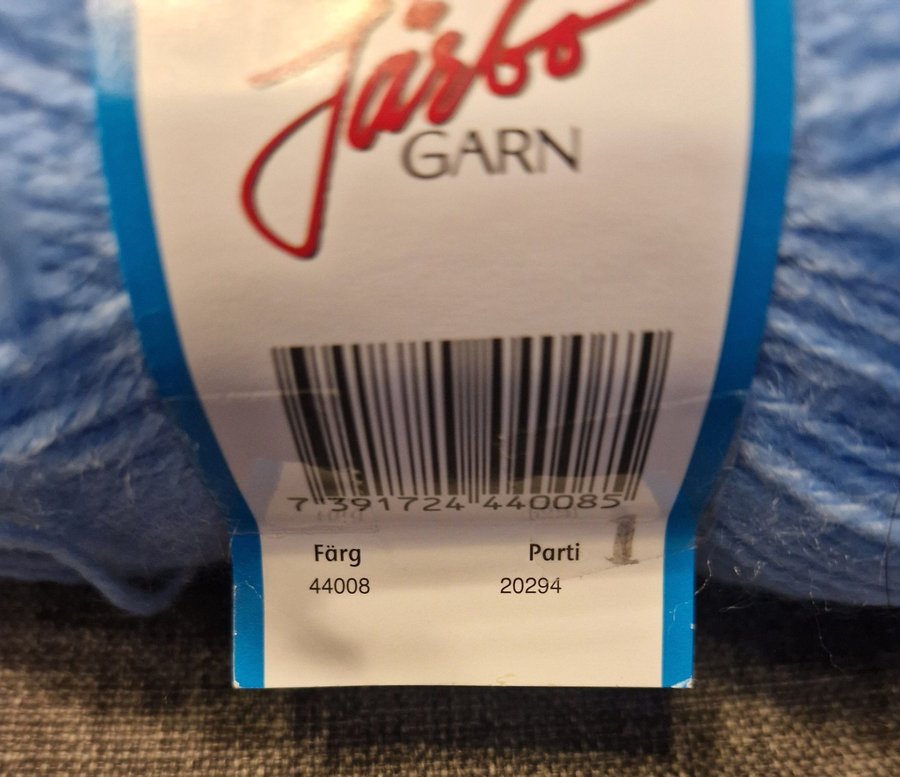 Järbo
GARN
7 391724 440085
Färg Parti
44008 20294